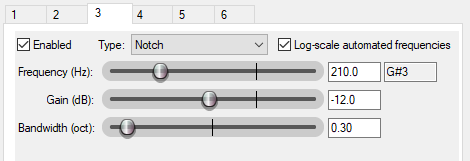 1 2 3 4 5 6
Enabled Type: Notch Log-scale automated frequencies
Frequency (Hz): 210.0 G#3
Gain (dB): -12.0
Bandwidth (oct): 0.30